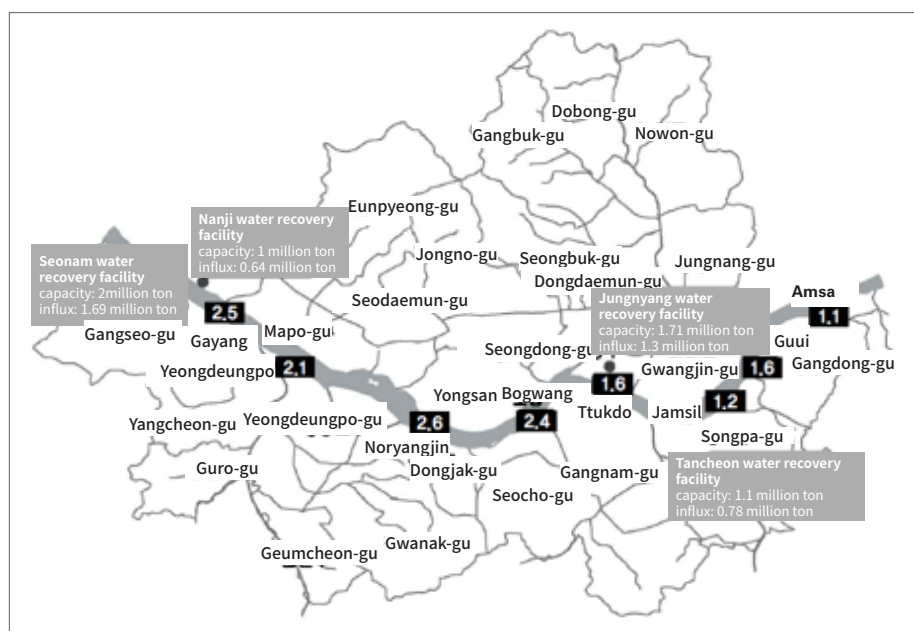 Dobong-gu
Gangbuk-gu
Nowon-gu
Eunpyeong-gu
Nanji water recovery
facility
capacity: 1 million ton
influx: 0.64 million ton
Seonam water
recovery facility
capacity: 2million ton
influx: 1.69 million ton
Jongno-gu
Seongbuk-gu
Dongdaemun-gu
Jungnang-gu
Seodaemun-gu
Jungnyang water
recovery facility
capacity: 1.71 million ton
influx: 1.3 million ton
Amsa
1.1
2.5
Gangseo-gu
Gayang
Mapo-gu
Guui
Seongdong-gu
Gwangjin-gu
1.6
Gangdong-gu
Yeongdeungpo
2.1
1.6
Yongsan
Bogwang
Ttukdo
Jamsil
1.2
Yangcheon-gu
Yeongdeungpo-gu
2.6
2.4
Noryangjin
Songpa-gu
Guro-gu
Dongjak-gu
Gangnam-gu
Tancheon water recovery
facility
capacity: 1.1 million ton
influx: 0.78 million ton
Seocho-gu
Geumcheon-gu
Gwanak-gu